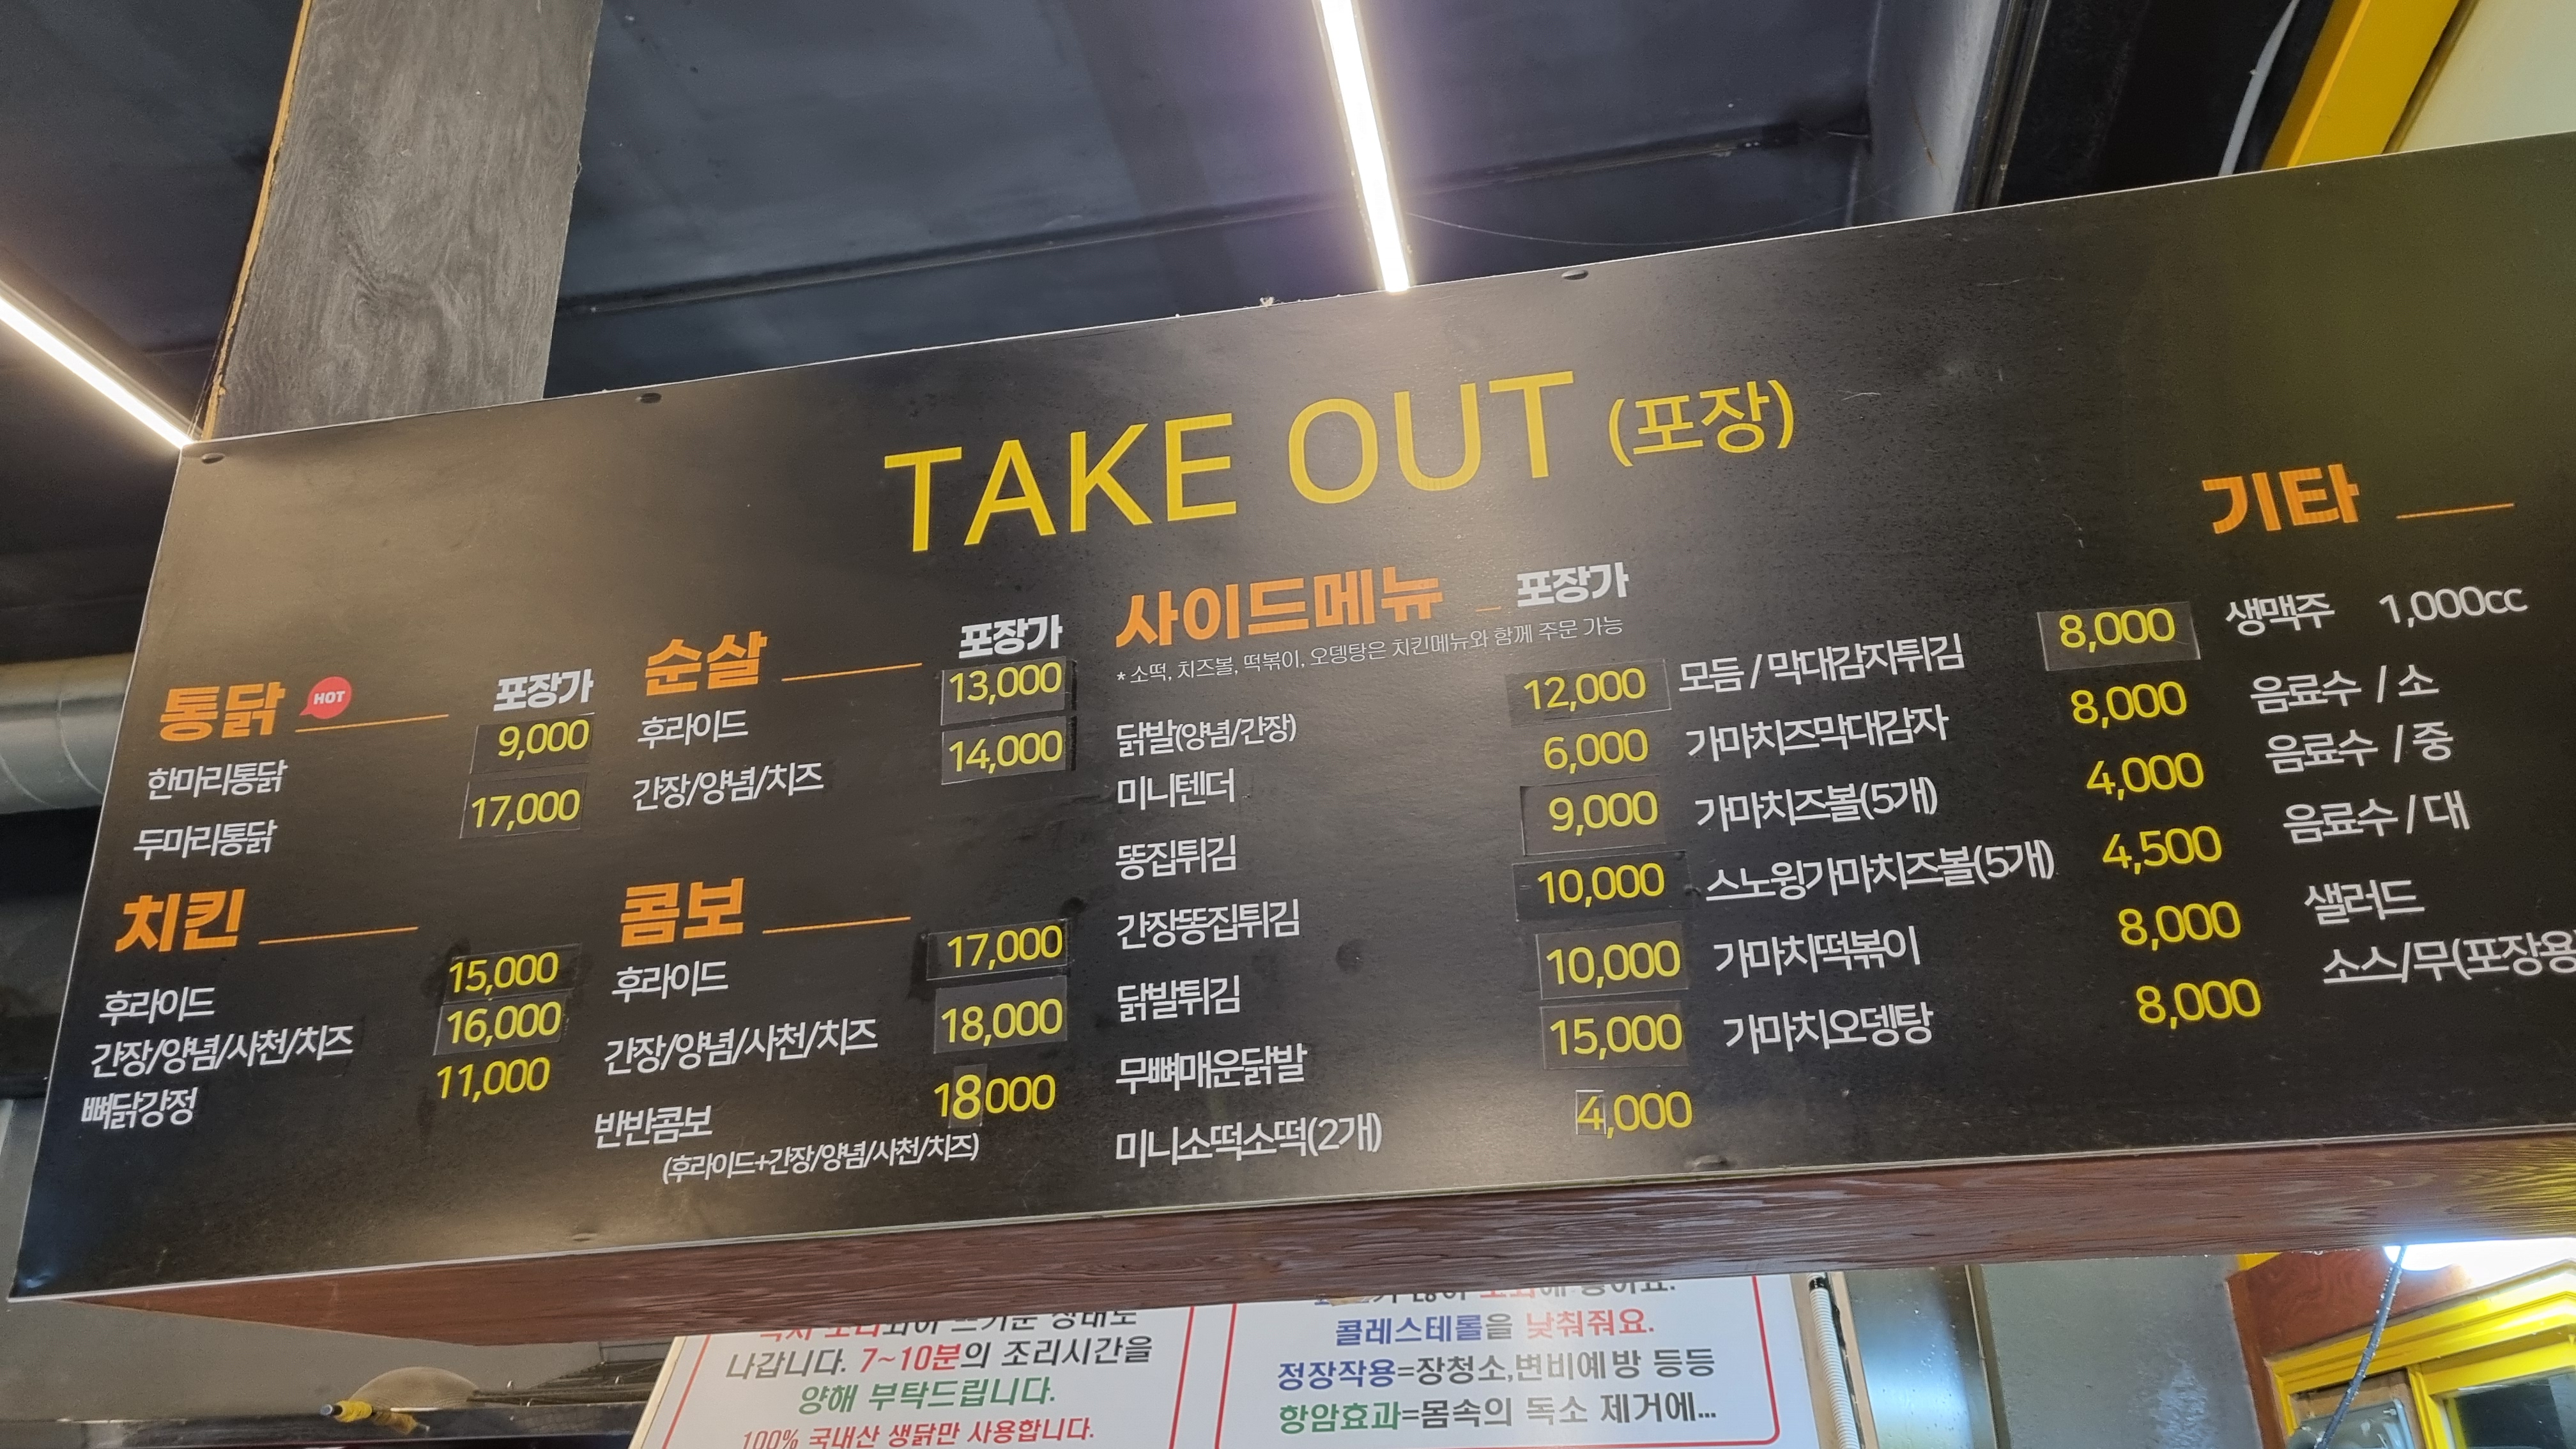 TAKE OUT (포장)
통닭 HOT 포장가
한마리통닭 9,000
두마리통닭 17,000
치킨
후라이드 15,000
간장/양념/사천/치즈 16,000
뼈닭강정 11,000
순살 포장가
후라이드 13,000
간장/양념/치즈 14,000
콤보
후라이드 17,000
간장/양념/사천/치즈 18,000
반반콤보 18000
(후라이드+간장/양념/사천/치즈)
사이드메뉴 포장가
* 소떡, 치즈볼, 떡볶이, 오뎅탕은 치킨메뉴와 함께 주문 가능
닭발(양념/간장) 12,000
미니텐더 6,000
똥집튀김 9,000
간장똥집튀김 10,000
닭발튀김 10,000
무뼈매운닭발 15,000
미니소떡소떡(2개) 4,000
모듬 / 막대감자튀김 8,000
가마치즈막대감자 8,000
가마치즈볼(5개) 4,000
스노윙가마치즈볼(5개) 4,500
가마치떡볶이 8,000
가마치오뎅탕 8,000
기타
생맥주 1,000cc
음료수 / 소
음료수 / 중
음료수 / 대
샐러드
소스/무(포장용)
나갑니다. 7~10분의 조리시간을
양해 부탁드립니다.
100% 국내산 생닭만 사용합니다.
콜레스테롤을 낮춰줘요.
정장작용=장청소,변비예방 등등
항암효과=몸속의 독소 제거에...